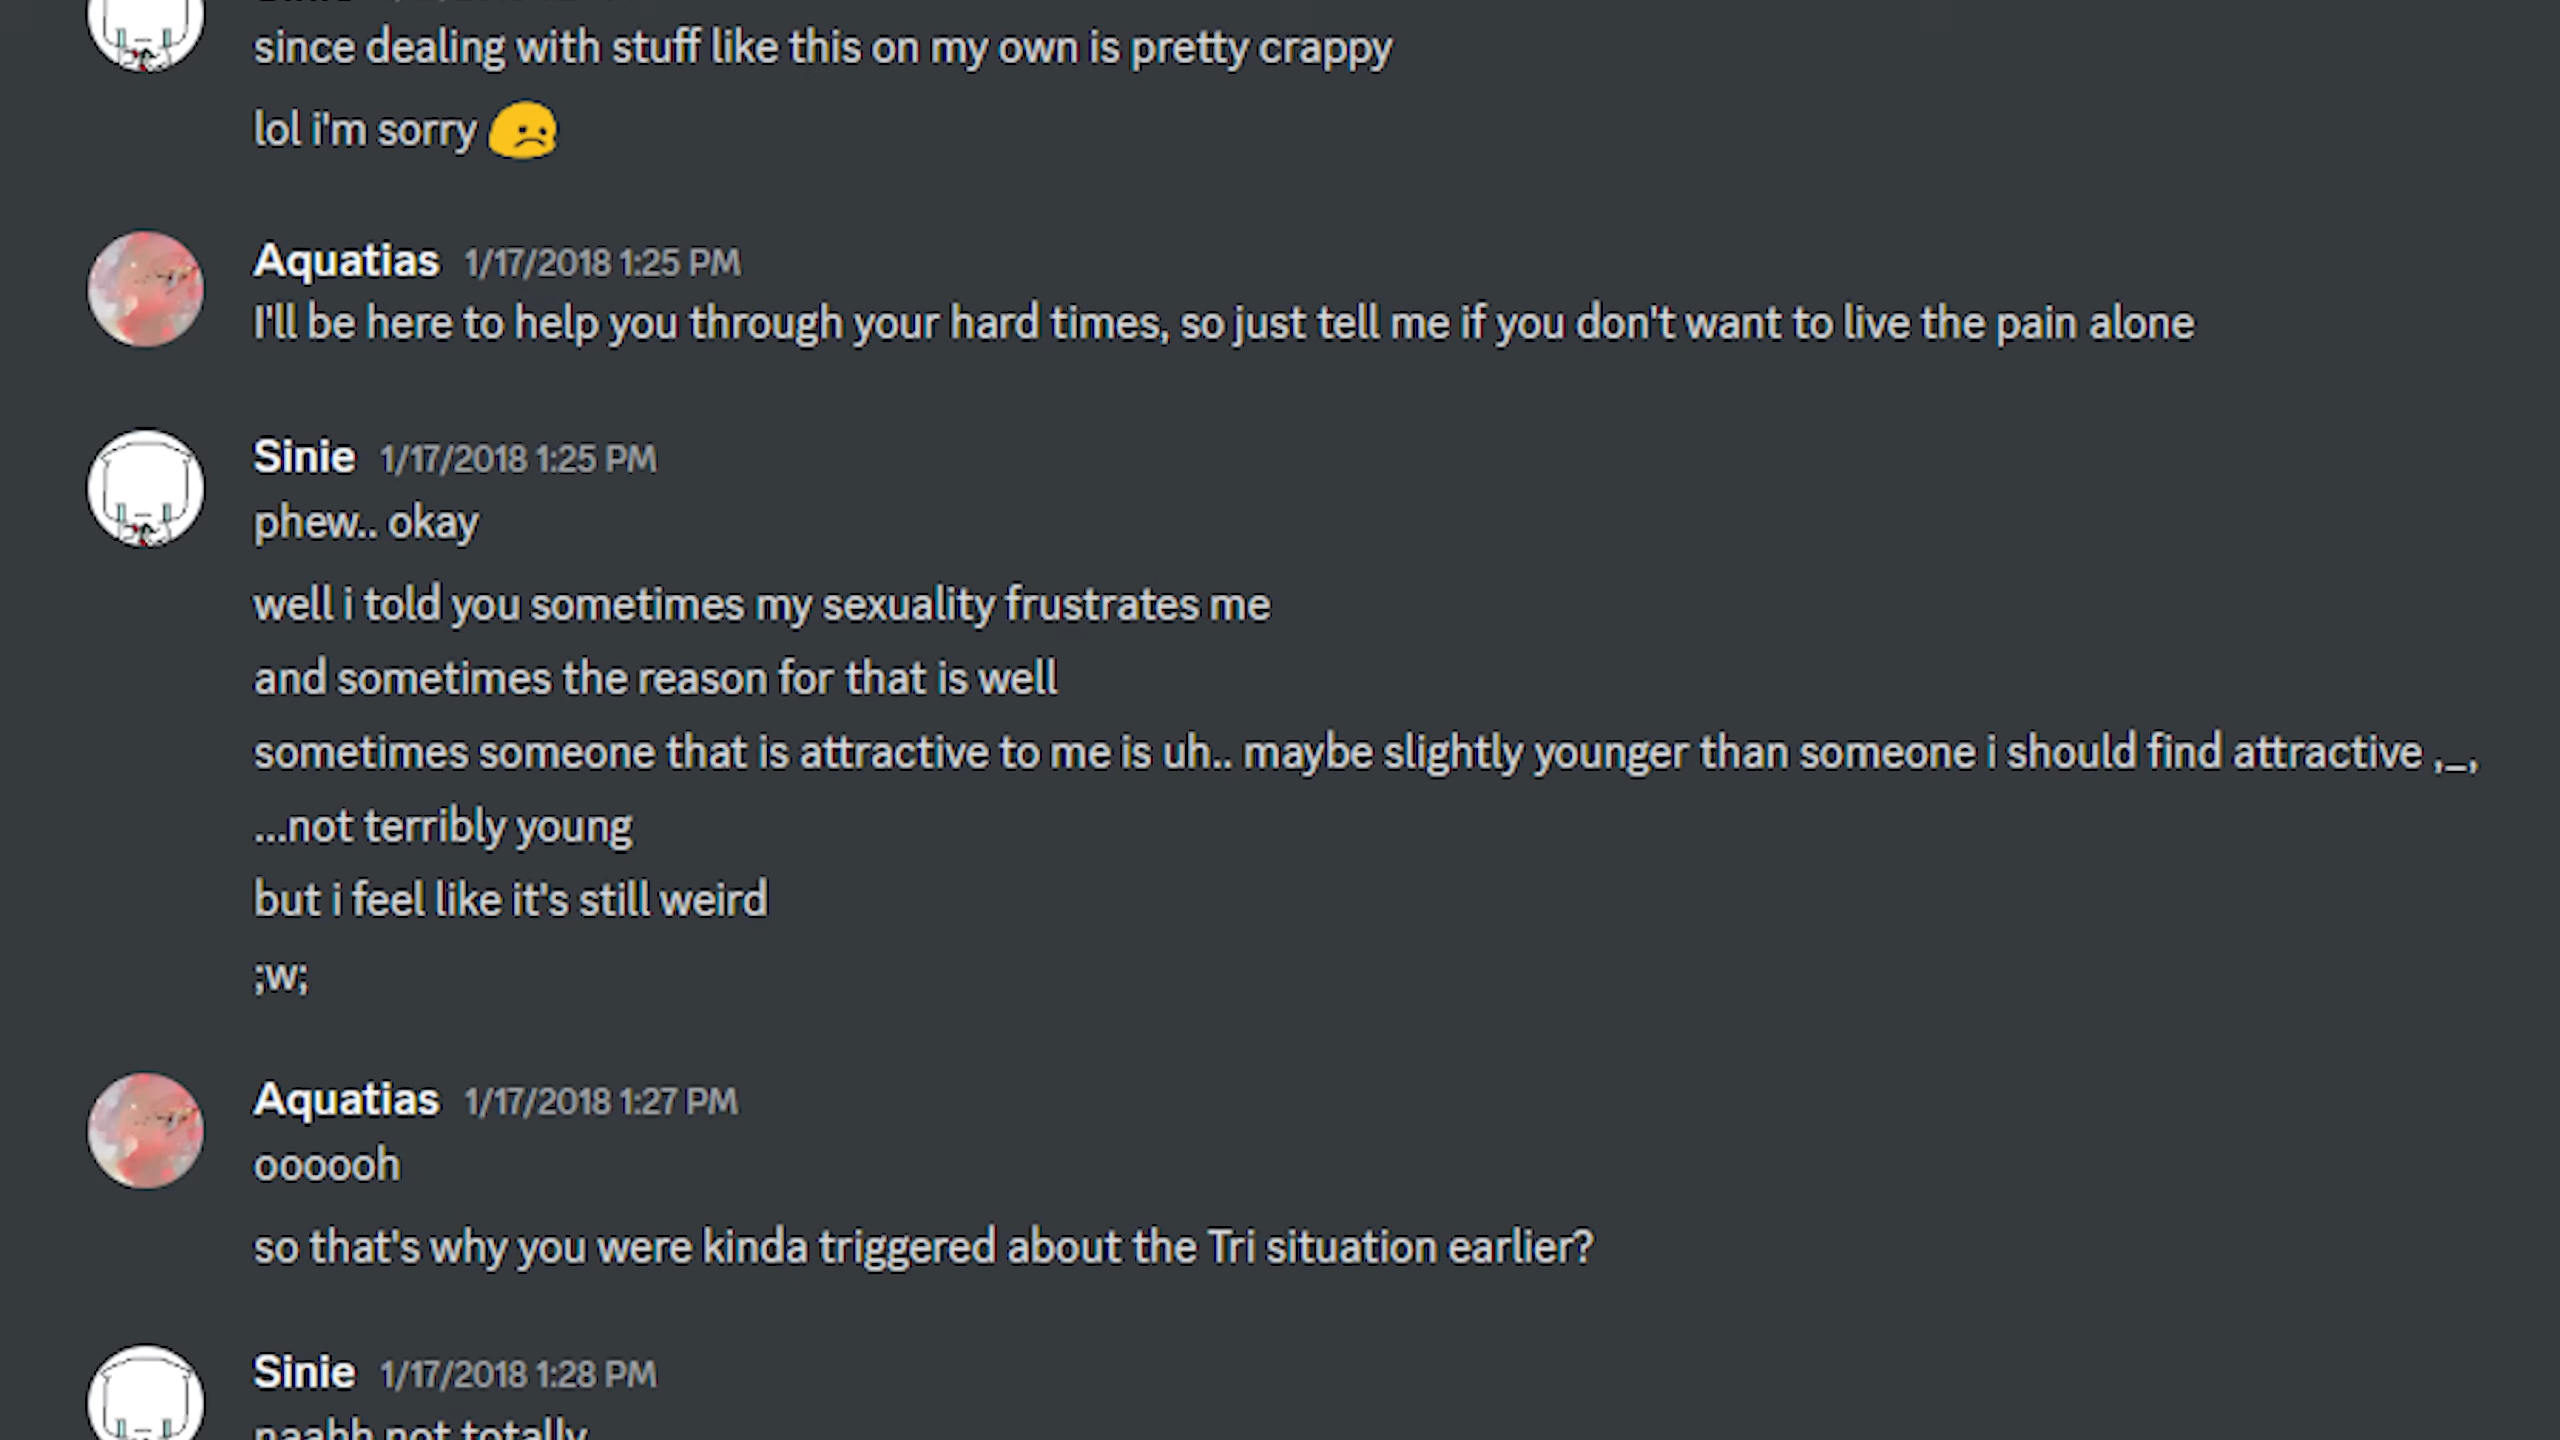 since dealing with stuff like this on my own is pretty crappy
lol i'm sorry
Aquatias 1/17/2018 1:25 PM
I'll be here to help you through your hard times, so just tell me if you don't want to live the pain alone
Sinie 1/17/2018 1:25 PM
phew.. okay
well i told you sometimes my sexuality frustrates me
and sometimes the reason for that is well
sometimes someone that is attractive to me is uh.. maybe slightly younger than someone i should find attractive ,_,
...not terribly young
but i feel like it's still weird
;w;
Aquatias 1/17/2018 1:27 PM
oooooh
so that's why you were kinda triggered about the Tri situation earlier?
Sinie 1/17/2018 1:28 PM
naahh not totally